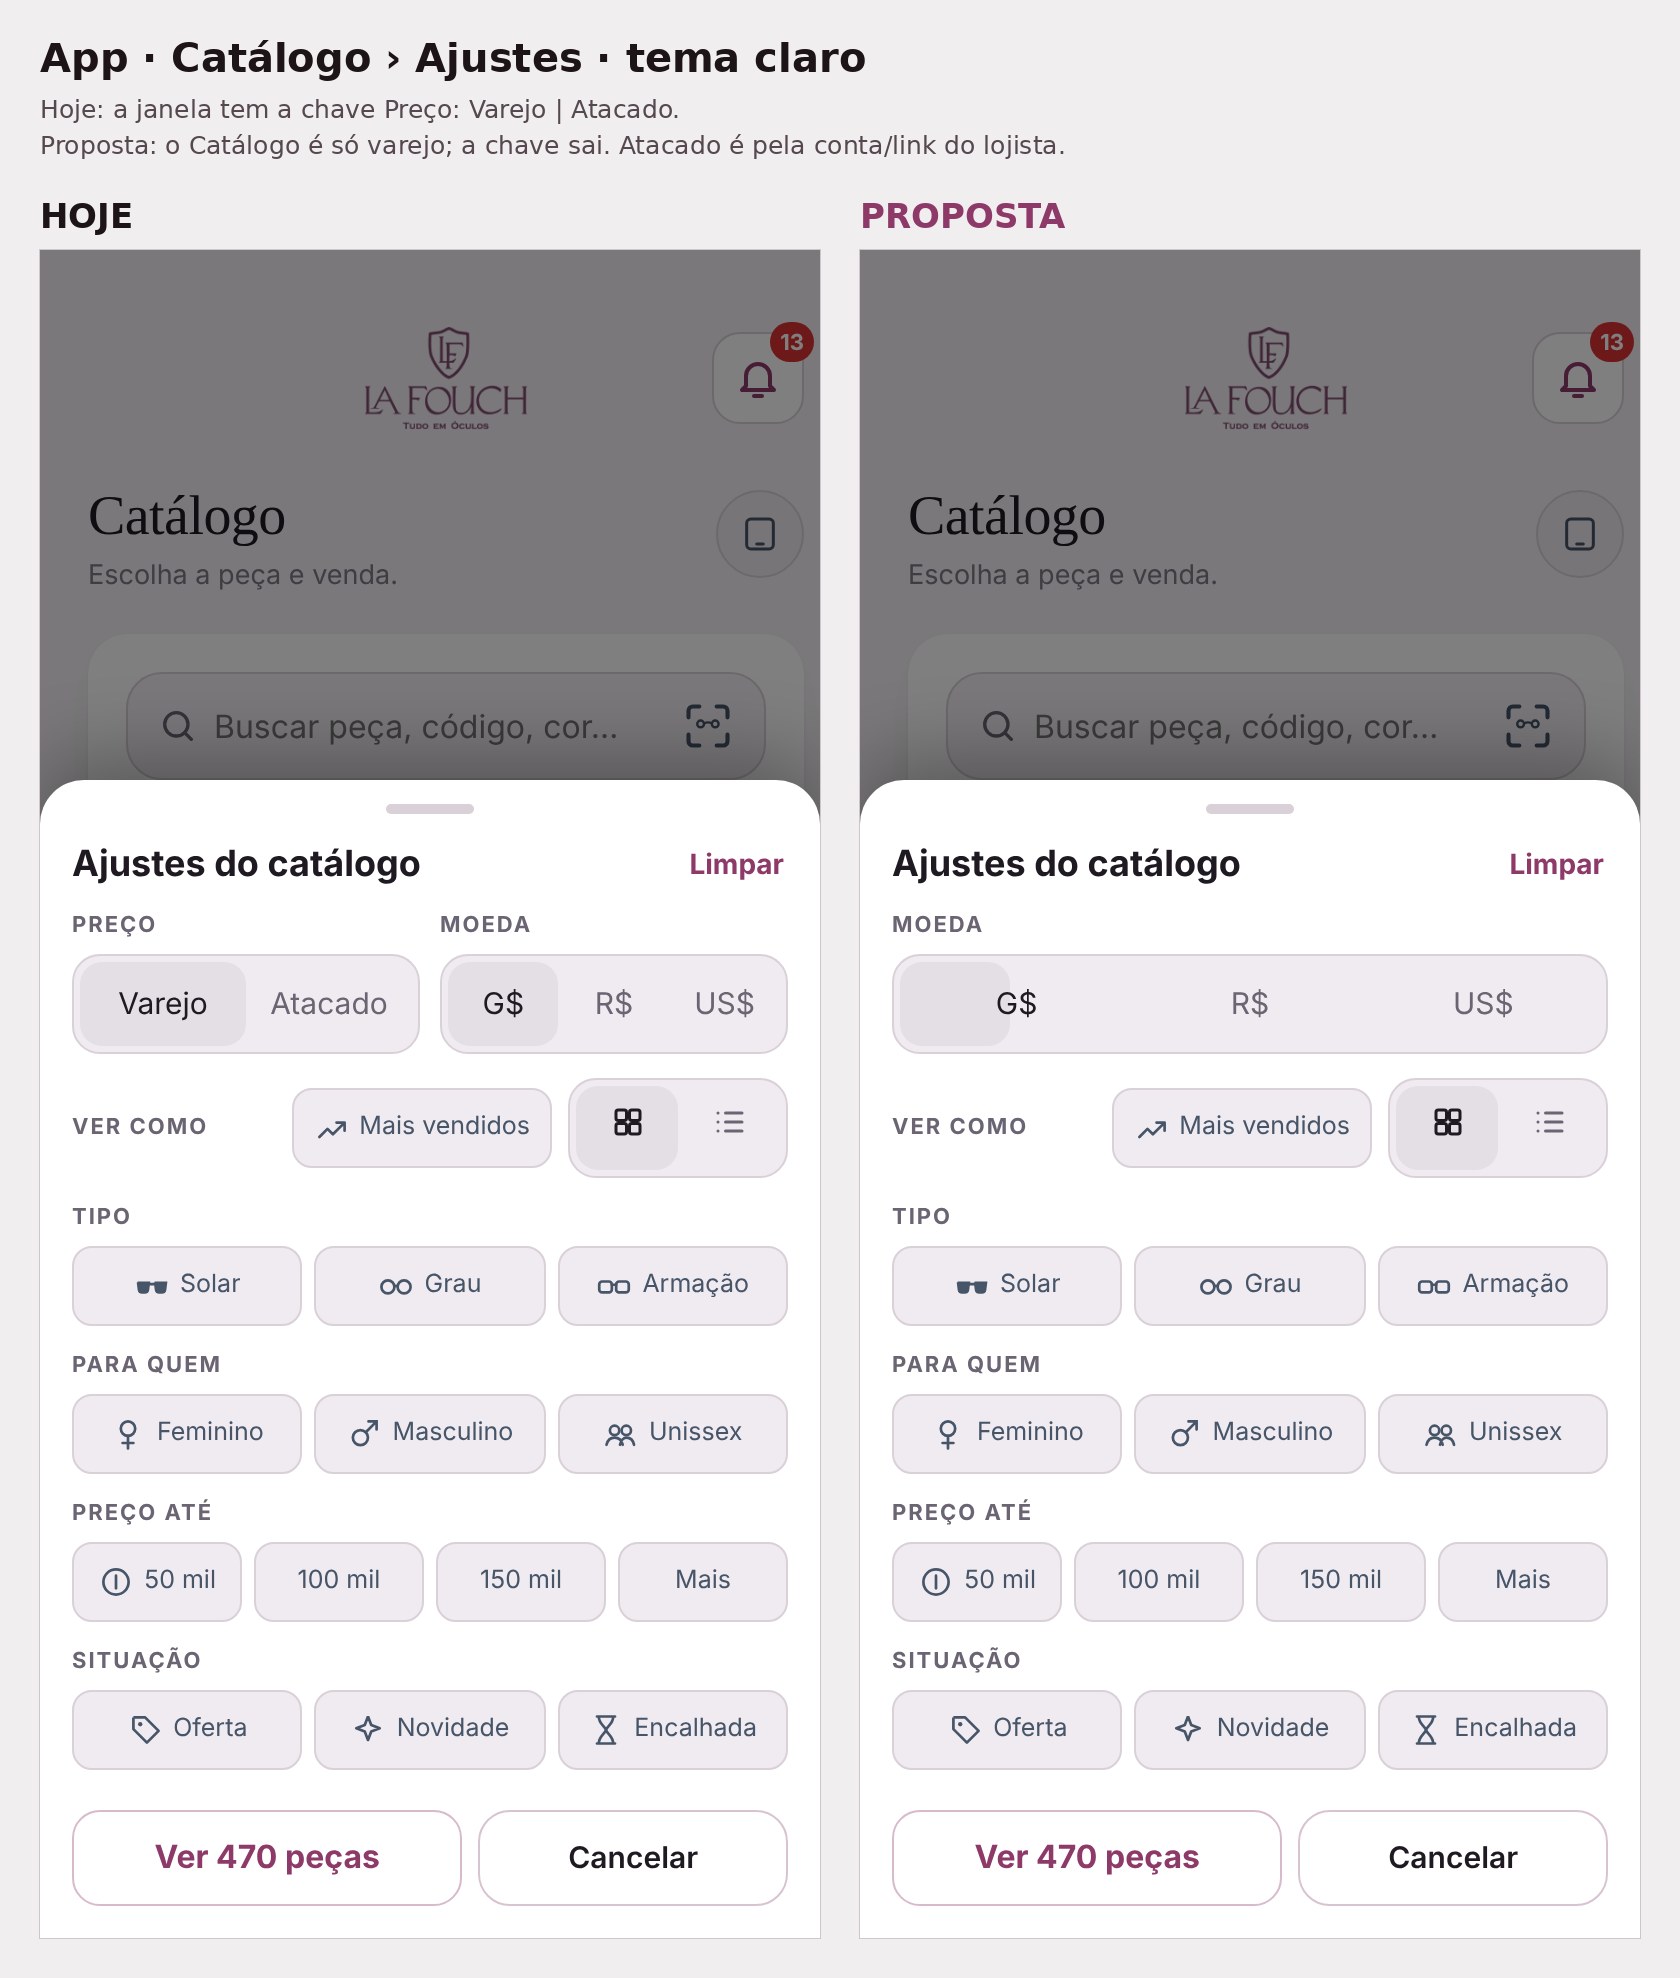 App · Catálogo › Ajustes · tema claro
Hoje: a janela tem a chave Preço: Varejo | Atacado.
Proposta: o Catálogo é só varejo; a chave sai. Atacado é pela conta/link do lojista.
HOJE
LF
LA FOUCH
TUDO EM ÓCULOS
13
Catálogo
Escolha a peça e venda.
Buscar peça, código, cor...
Ajustes do catálogo
Limpar
PREÇO
MOEDA
Varejo
Atacado
G$
R$
US$
VER COMO
Mais vendidos
TIPO
Solar
Grau
Armação
PARA QUEM
Feminino
Masculino
Unissex
PREÇO ATÉ
50 mil
100 mil
150 mil
Mais
SITUAÇÃO
Oferta
Novidade
Encalhada
Ver 470 peças
Cancelar
PROPOSTA
LF
LA FOUCH
TUDO EM ÓCULOS
13
Catálogo
Escolha a peça e venda.
Buscar peça, código, cor...
Ajustes do catálogo
Limpar
MOEDA
G$
R$
US$
VER COMO
Mais vendidos
TIPO
Solar
Grau
Armação
PARA QUEM
Feminino
Masculino
Unissex
PREÇO ATÉ
50 mil
100 mil
150 mil
Mais
SITUAÇÃO
Oferta
Novidade
Encalhada
Ver 470 peças
Cancelar